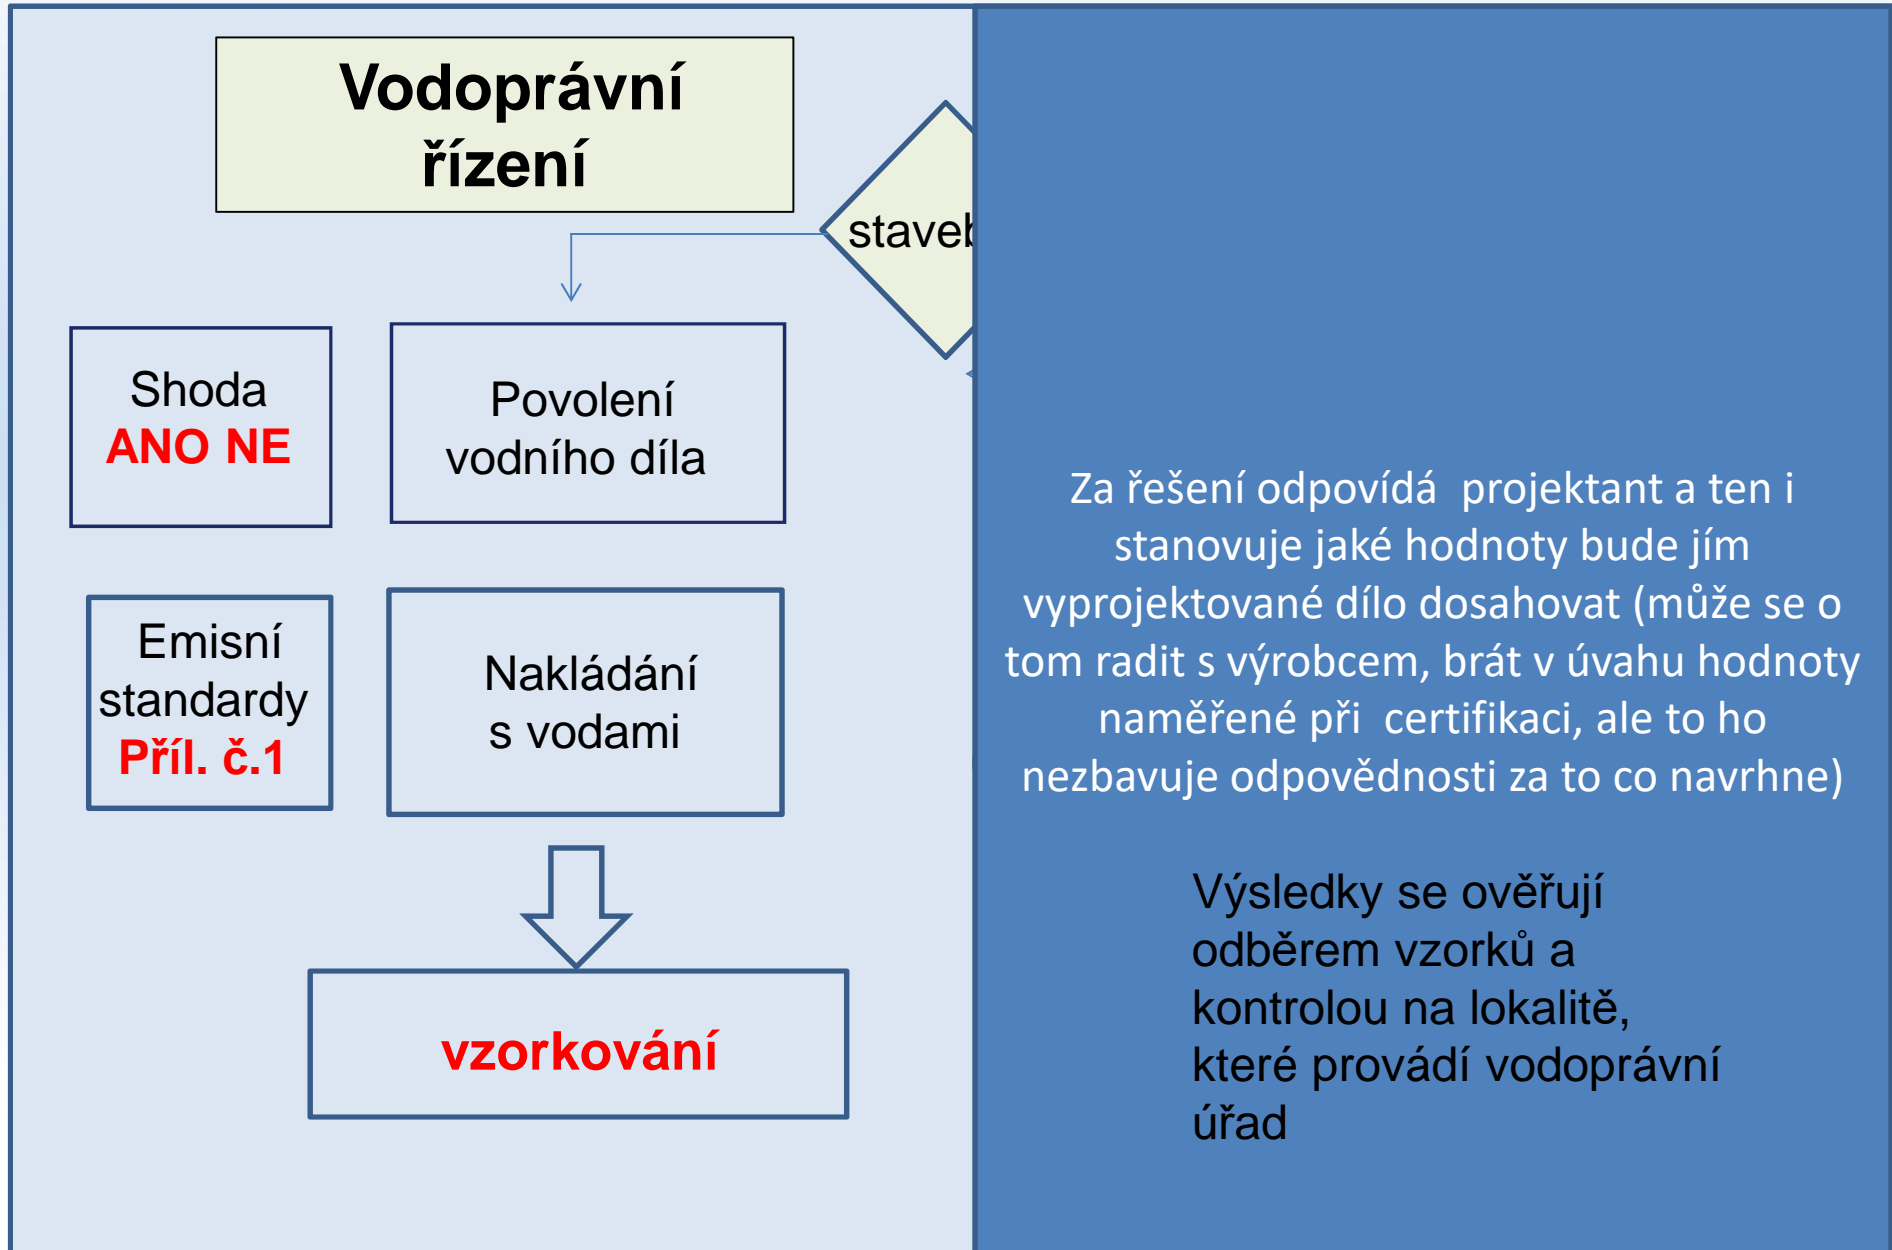 Vodoprávní
řízení
Shoda
ANO NE
Povolení
vodního díla
Emisní
standardy
Příl. č.1
Nakládání
s vodami
vzorkování
Za řešení odpovídá  projektant a ten i
stanovuje jaké hodnoty bude jím
vyprojektované dílo dosahovat (může se o
tom radit s výrobcem, brát v úvahu hodnoty
naměřené při  certifikaci, ale to ho
nezbavuje odpovědnosti za to co navrhne)
Výsledky se ověřují
odběrem vzorků a
kontrolou na lokalitě,
které provádí vodoprávní
úřad